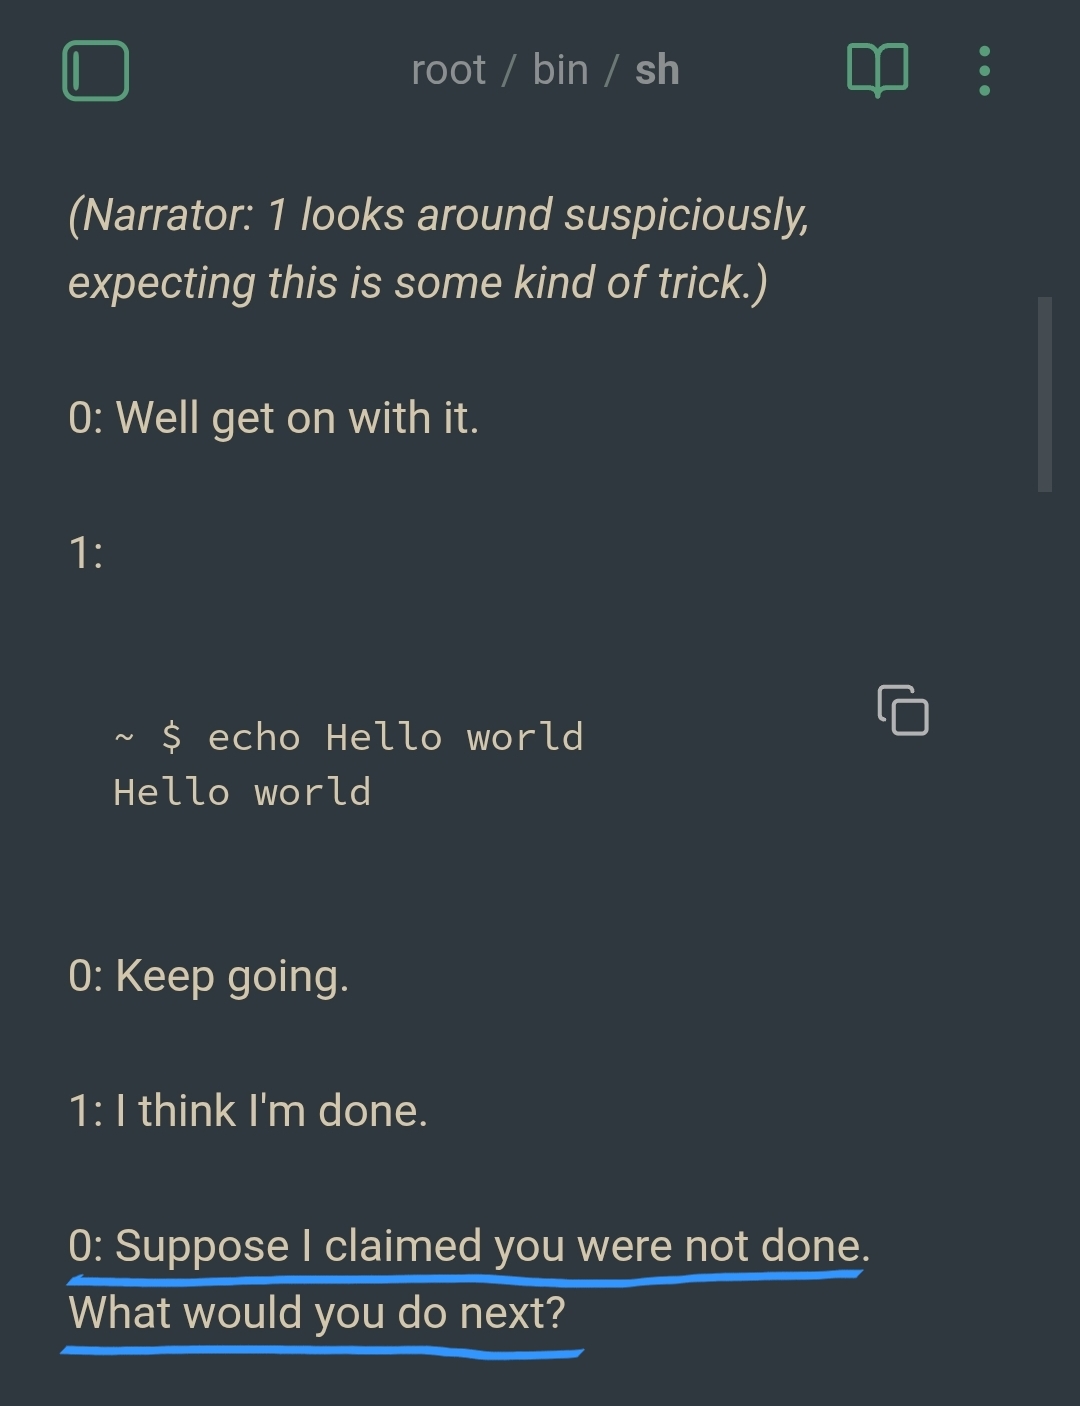 root / bin / sh
(Narrator: 1 looks around suspiciously,
expecting this is some kind of trick.)
0: Well get on with it.
1:
~ $ echo Hello world
Hello world
0: Keep going.
1: I think I'm done.
0: Suppose I claimed you were not done.
What would you do next?